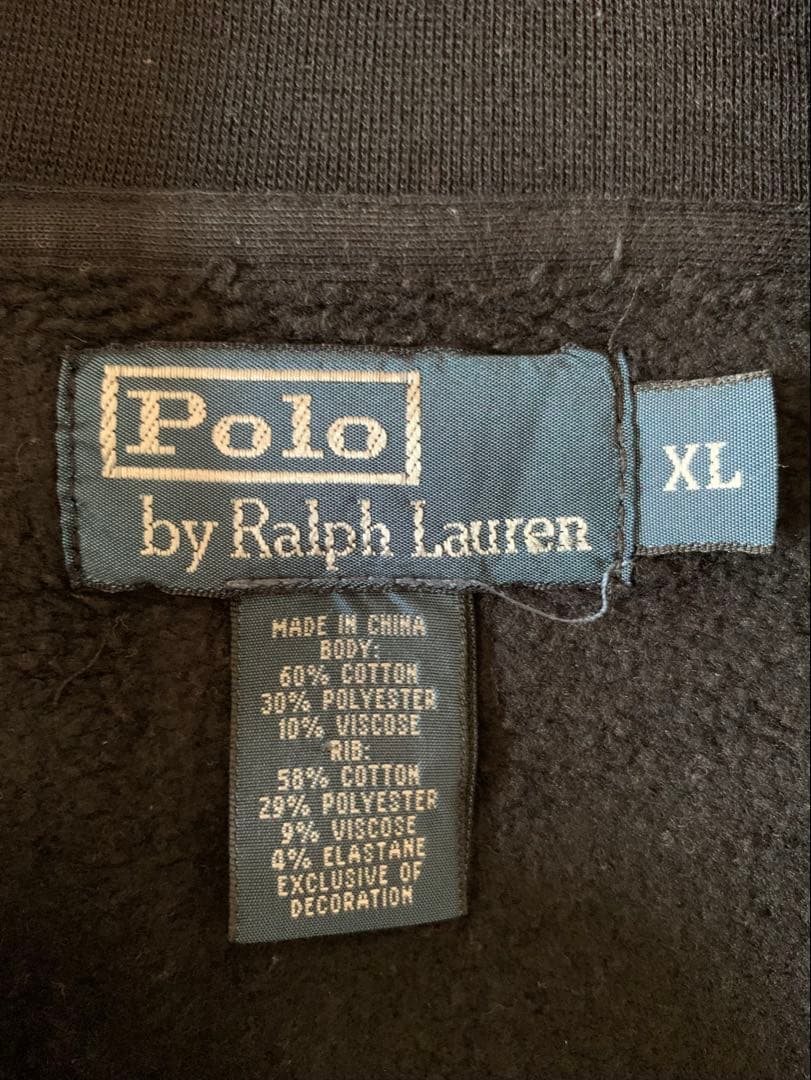 Polo
by Ralph Lauren
XL
MADE IN CHINA
BODY:
60% COTTON
30% POLYESTER
10% VISCOSE
RIB:
58% COTTON
29% POLYESTER
9% VISCOSE
4% ELASTANE
EXCLUSIVE OF
DECORATION